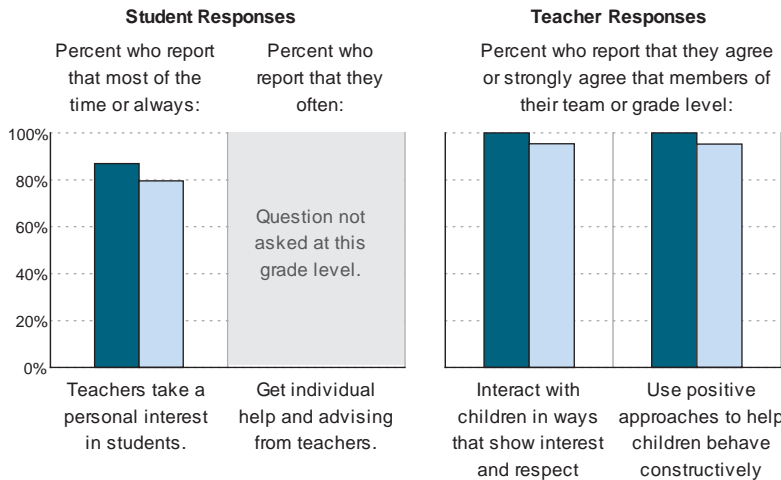 Student Responses
Percent who report
that most of the
time or always:
Percent who
report that they
often:
100%
80%
60%
40%
20%
0%
Question not
asked at this
grade level.
Teachers take a
personal interest
in students.
Get individual
help and advising
from teachers.
Teacher Responses
Percent who report that they agree
or strongly agree that members of
their team or grade level:
Interact with
children in ways
that show interest
and respect
Use positive
approaches to help
children behave
constructively